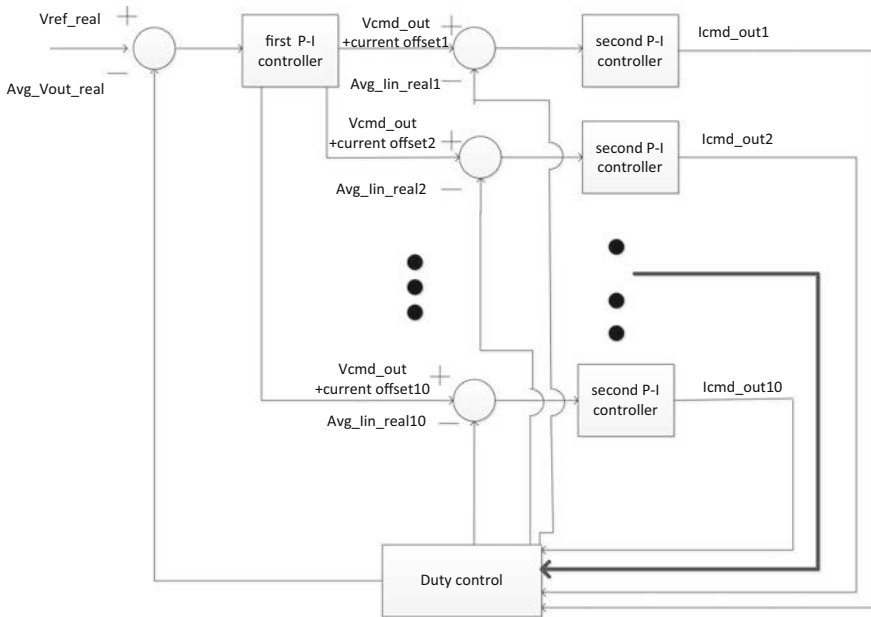 Vref_real
+
−
Avg_Vout_real
first P-I
controller
Vcmd_out
+current offset1
+
−
Avg_Iin_real1
second P-I
controller
Icmd_out1
Vcmd_out
+current offset2
+
−
Avg_Iin_real2
second P-I
controller
Icmd_out2
Vcmd_out
+current offset10
+
−
Avg_Iin_real10
second P-I
controller
Icmd_out10
Duty control